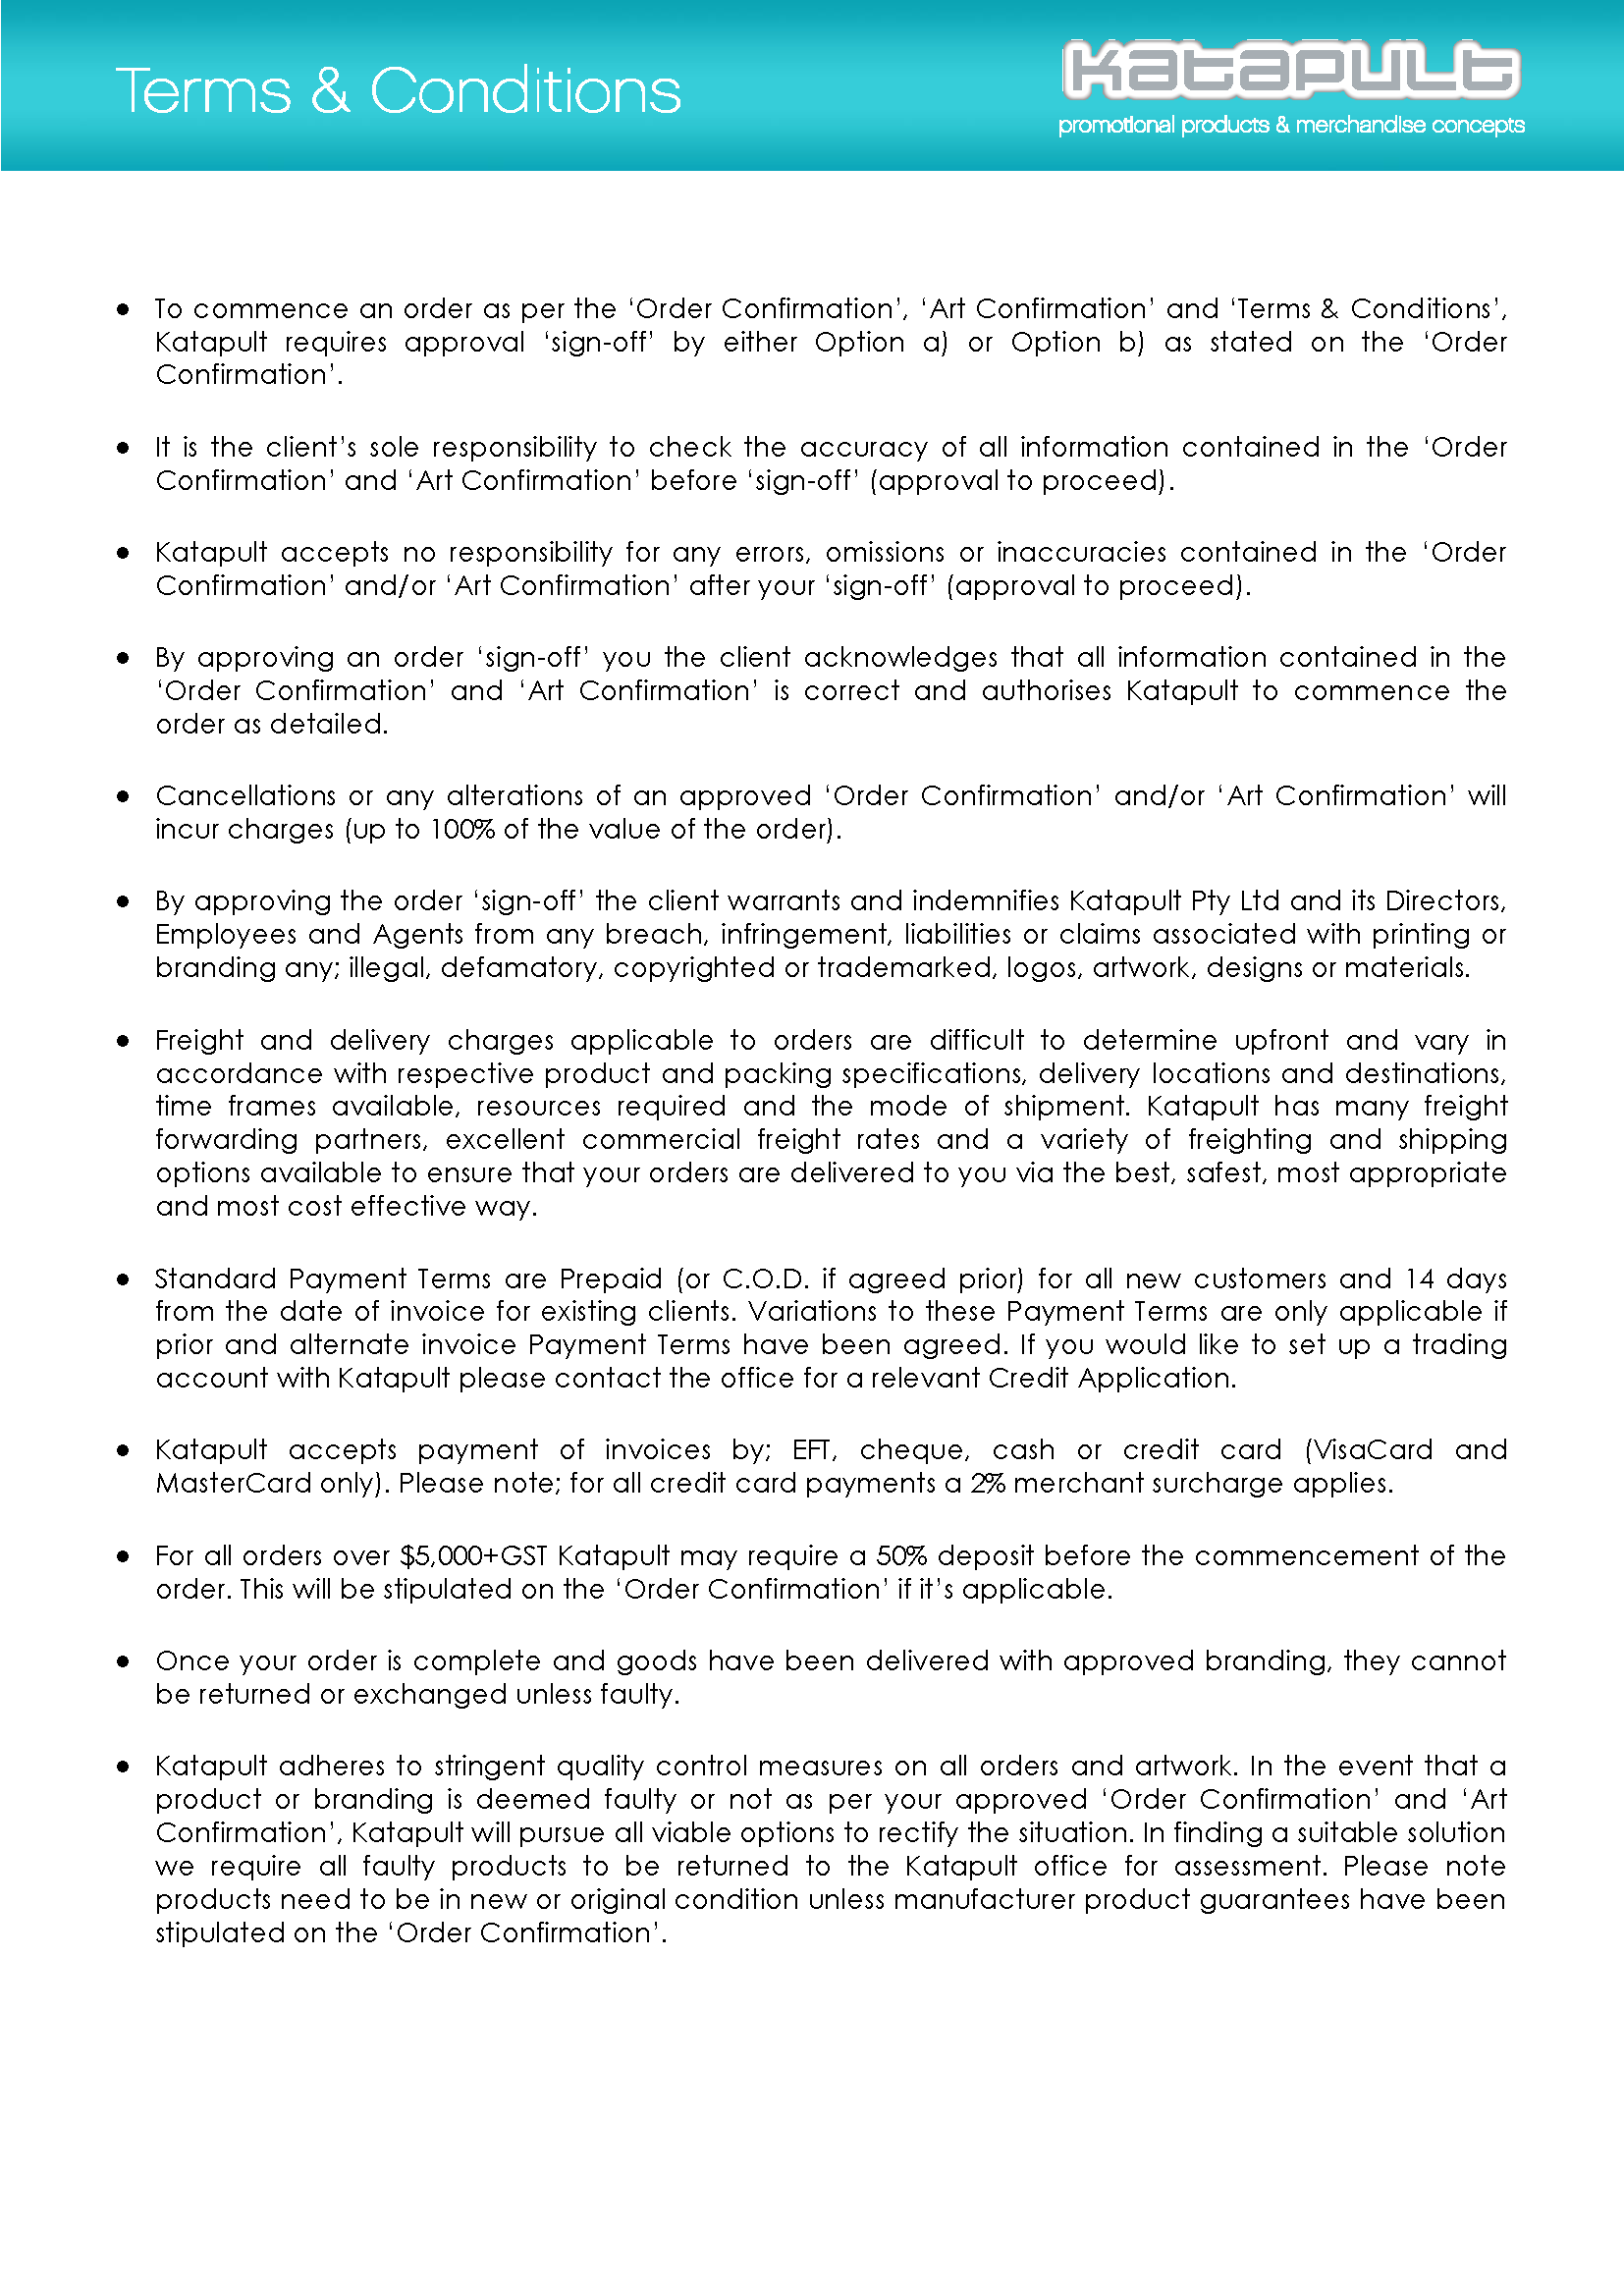 Terms & Conditions
katapult
promotional products & merchandise concepts
• To commence an order as per the ‘Order Confirmation’, ‘Art Confirmation’ and ‘Terms & Conditions’,
Katapult requires approval ‘sign-off’ by either Option a) or Option b) as stated on the ‘Order
Confirmation’.
• It is the client’s sole responsibility to check the accuracy of all information contained in the ‘Order
Confirmation’ and ‘Art Confirmation’ before ‘sign-off’ (approval to proceed).
• Katapult accepts no responsibility for any errors, omissions or inaccuracies contained in the ‘Order
Confirmation’ and/or ‘Art Confirmation’ after your ‘sign-off’ (approval to proceed).
• By approving an order ‘sign-off’ you the client acknowledges that all information contained in the
‘Order Confirmation’ and ‘Art Confirmation’ is correct and authorises Katapult to commence the
order as detailed.
• Cancellations or any alterations of an approved ‘Order Confirmation’ and/or ‘Art Confirmation’ will
incur charges (up to 100% of the value of the order).
• By approving the order ‘sign-off’ the client warrants and indemnifies Katapult Pty Ltd and its Directors,
Employees and Agents from any breach, infringement, liabilities or claims associated with printing or
branding any; illegal, defamatory, copyrighted or trademarked, logos, artwork, designs or materials.
• Freight and delivery charges applicable to orders are difficult to determine upfront and vary in
accordance with respective product and packing specifications, delivery locations and destinations,
time frames available, resources required and the mode of shipment. Katapult has many freight
forwarding partners, excellent commercial freight rates and a variety of freighting and shipping
options available to ensure that your orders are delivered to you via the best, safest, most appropriate
and most cost effective way.
• Standard Payment Terms are Prepaid (or C.O.D. if agreed prior) for all new customers and 14 days
from the date of invoice for existing clients. Variations to these Payment Terms are only applicable if
prior and alternate invoice Payment Terms have been agreed. If you would like to set up a trading
account with Katapult please contact the office for a relevant Credit Application.
• Katapult accepts payment of invoices by; EFT, cheque, cash or credit card (VisaCard and
MasterCard only). Please note; for all credit card payments a 2% merchant surcharge applies.
• For all orders over $5,000+GST Katapult may require a 50% deposit before the commencement of the
order. This will be stipulated on the ‘Order Confirmation’ if it’s applicable.
• Once your order is complete and goods have been delivered with approved branding, they cannot
be returned or exchanged unless faulty.
• Katapult adheres to stringent quality control measures on all orders and artwork. In the event that a
product or branding is deemed faulty or not as per your approved ‘Order Confirmation’ and ‘Art
Confirmation’, Katapult will pursue all viable options to rectify the situation. In finding a suitable solution
we require all faulty products to be returned to the Katapult office for assessment. Please note
products need to be in new or original condition unless manufacturer product guarantees have been
stipulated on the ‘Order Confirmation’.